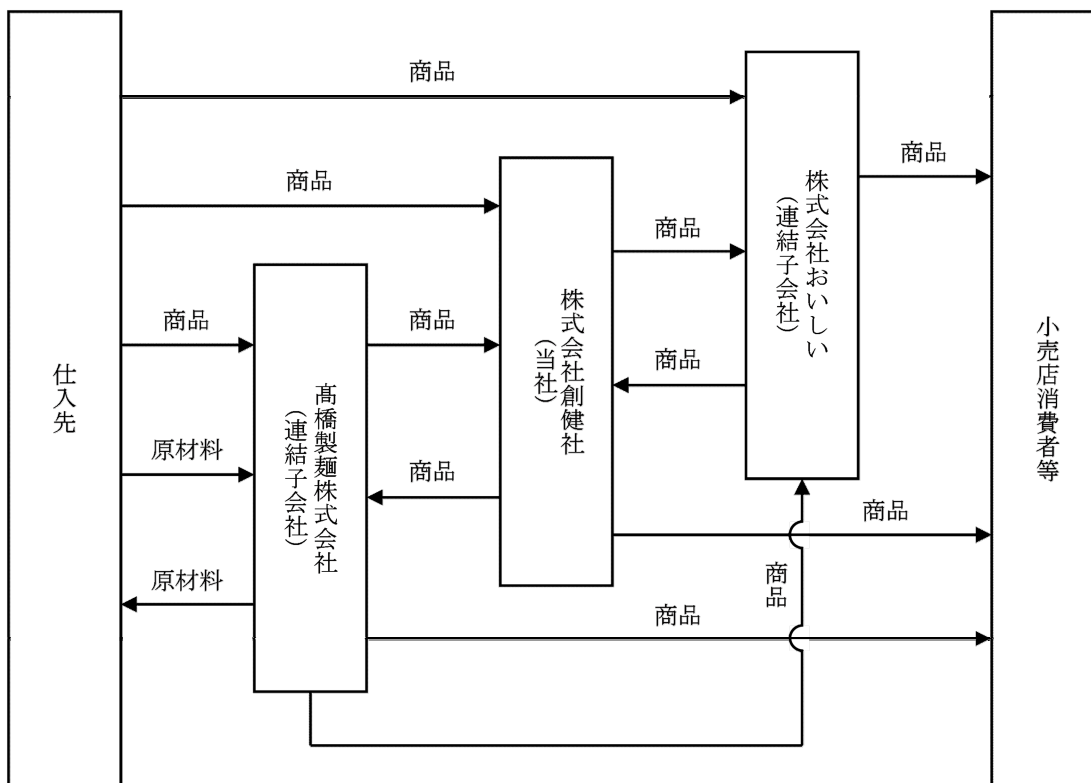 仕入先
商品
商品
商品
原材料
原材料
髙橋製麺株式会社
(連結子会社)
商品
商品
株式会社創健社
(当社)
商品
商品
株式会社おいしい
(連結子会社)
商品
商品
商品
商品
小売店消費者等